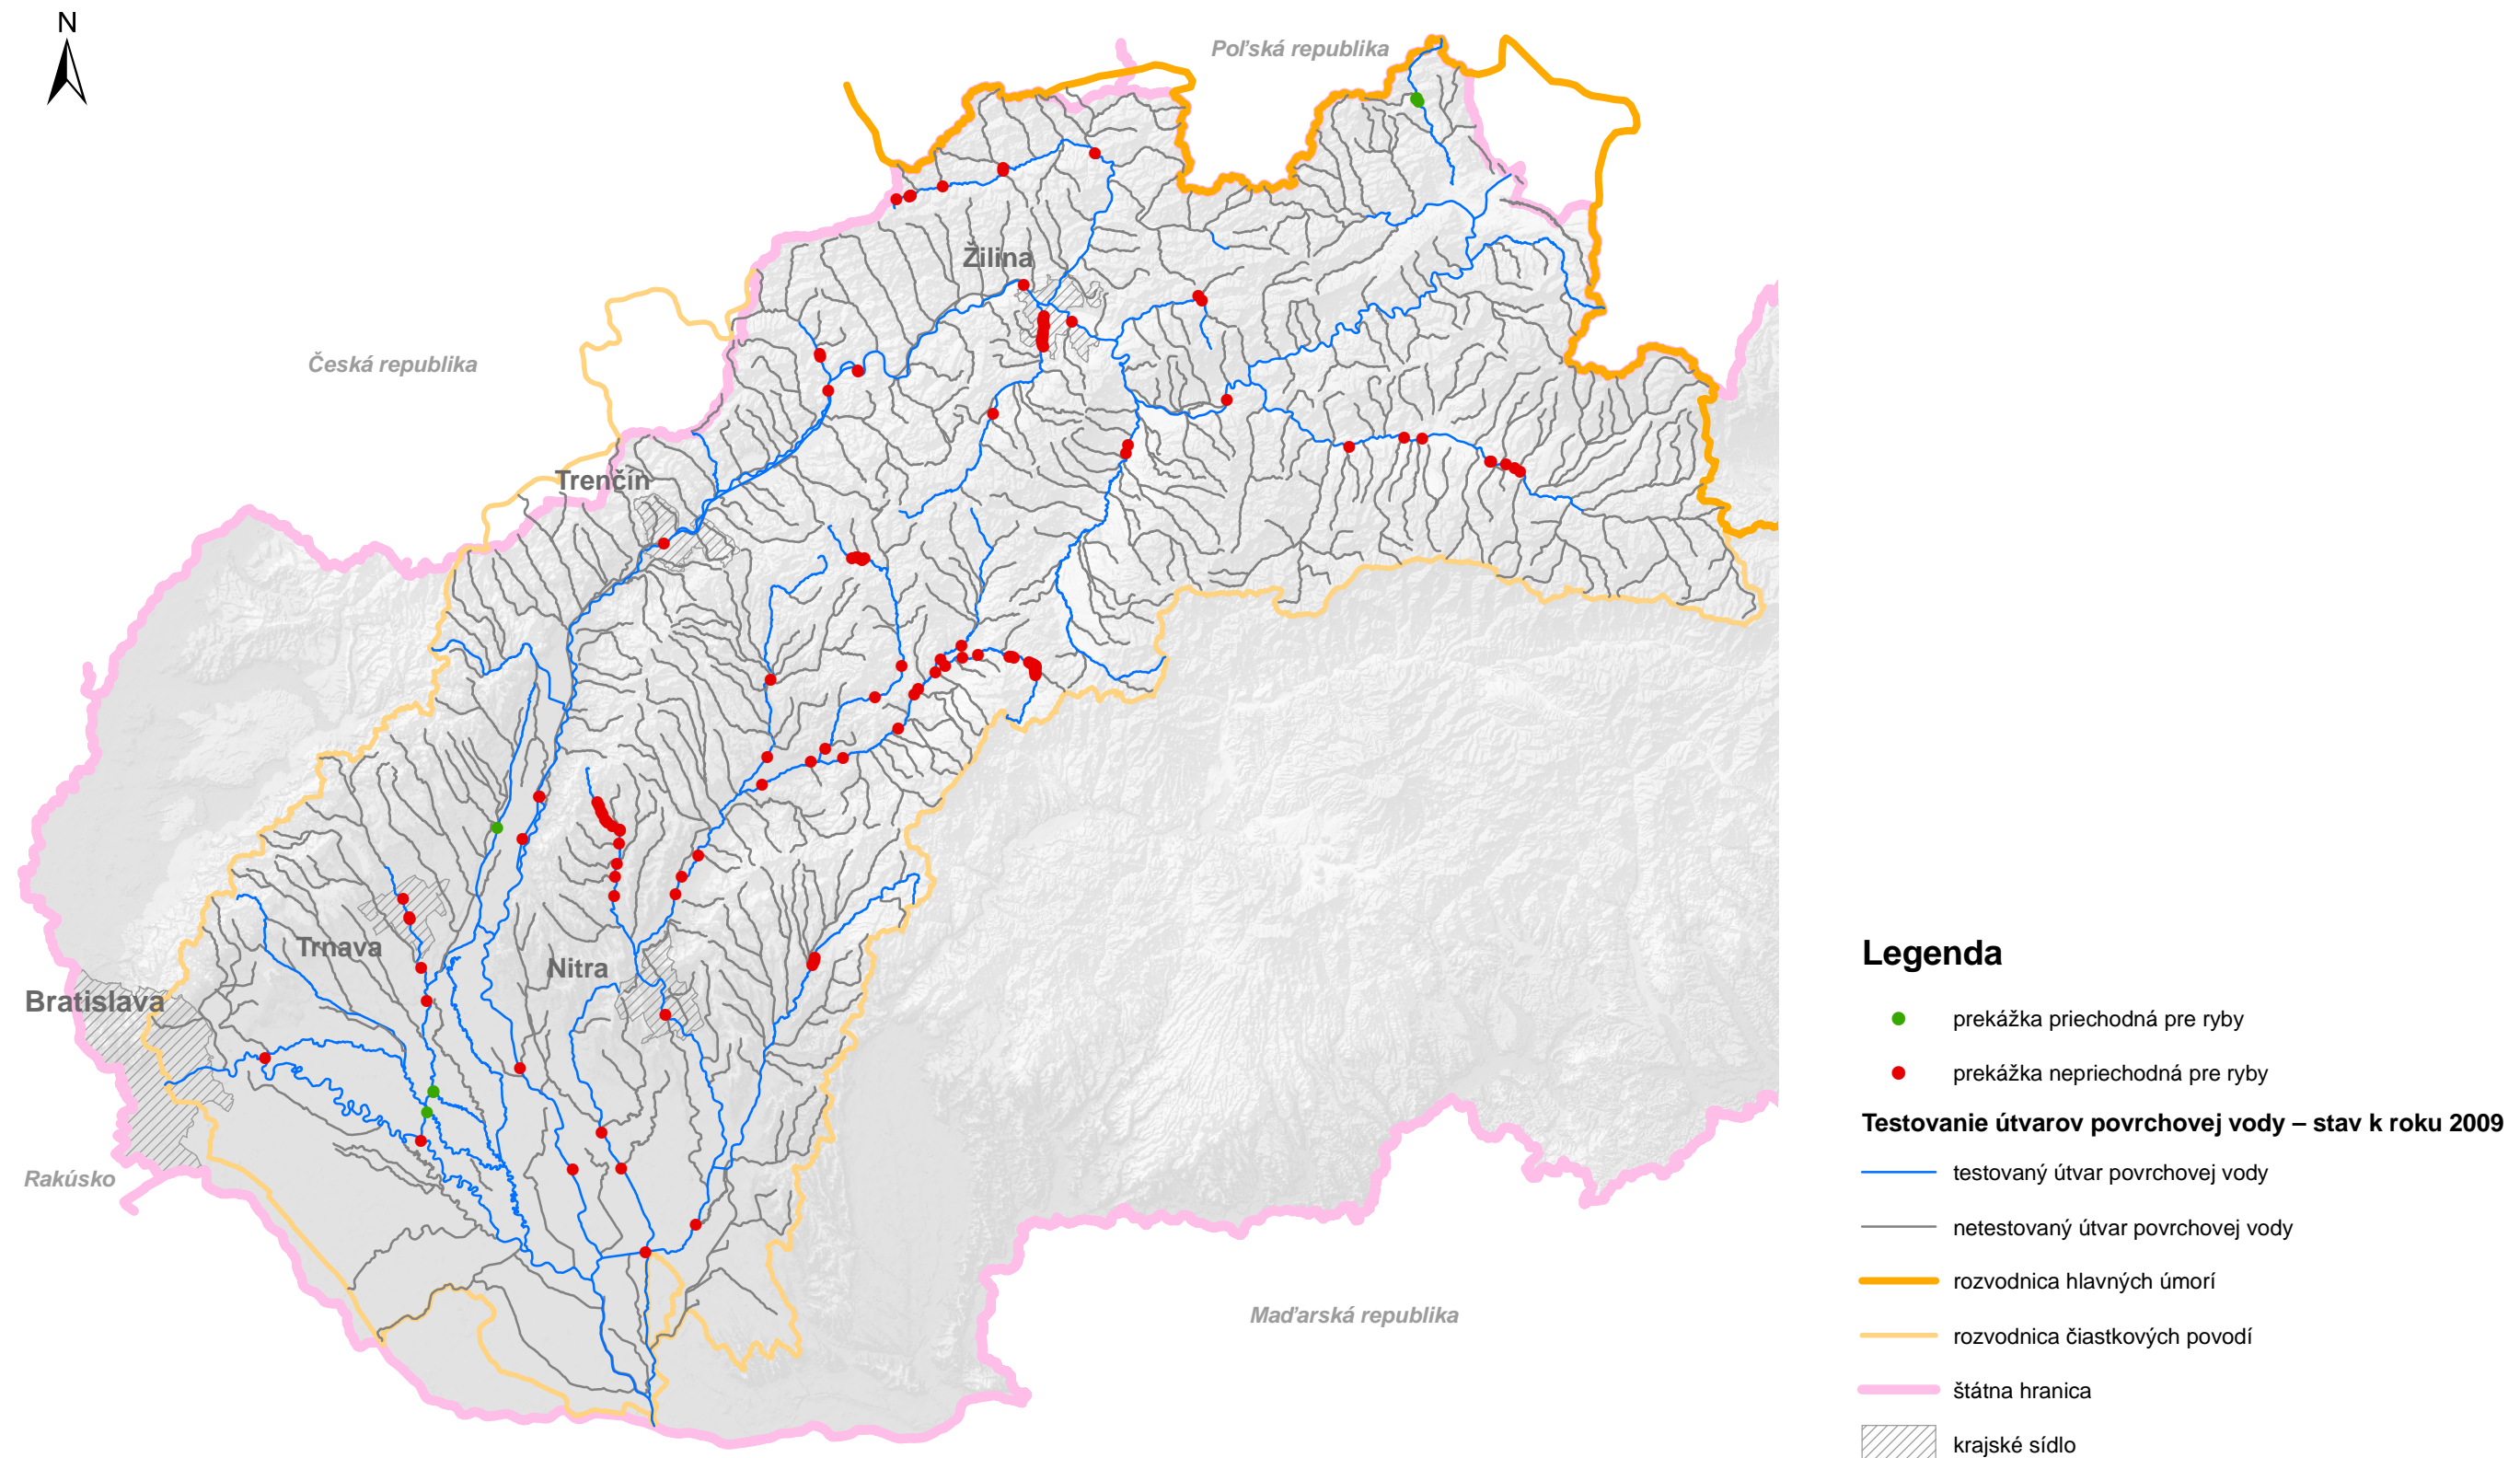 N
Poľská republika
Žilina
Česká republika
Trenčín
Trnava
Nitra
Bratislava
Rakúsko
Maďarská republika
Legenda
prekážka priechodná pre ryby
prekážka nepriechodná pre ryby
Testovanie útvarov povrchovej vody – stav k roku 2009
testovaný útvar povrchovej vody
netestovaný útvar povrchovej vody
rozvodnica hlavných úmorí
rozvodnica čiastkových povodí
štátna hranica
krajské sídlo